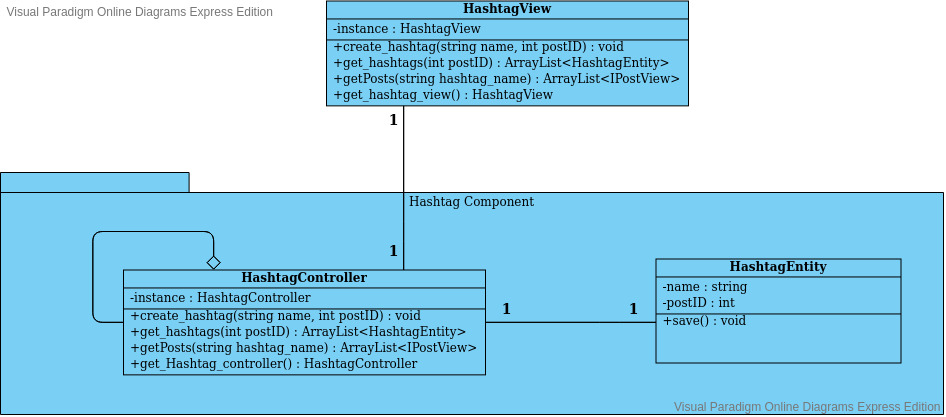 Visual Paradigm Online Diagrams Express Edition
HashtagView
-instance : HashtagView
+create_hashtag(string name, int postID) : void
+get_hashtags(int postID) : ArrayList<HashtagEntity>
+getPosts(string hashtag_name) : ArrayList<IPostView>
+get_hashtag_view() : HashtagView
1
Hashtag Component
1
HashtagController
-instance : HashtagController
+create_hashtag(string name, int postID) : void
+get_hashtags(int postID) : ArrayList<HashtagEntity>
+getPosts(string hashtag_name) : ArrayList<IPostView>
+get_Hashtag_controller() : HashtagController
1
1
HashtagEntity
-name : string
-postID : int
+save() : void
Visual Paradigm Online Diagrams Express Edition